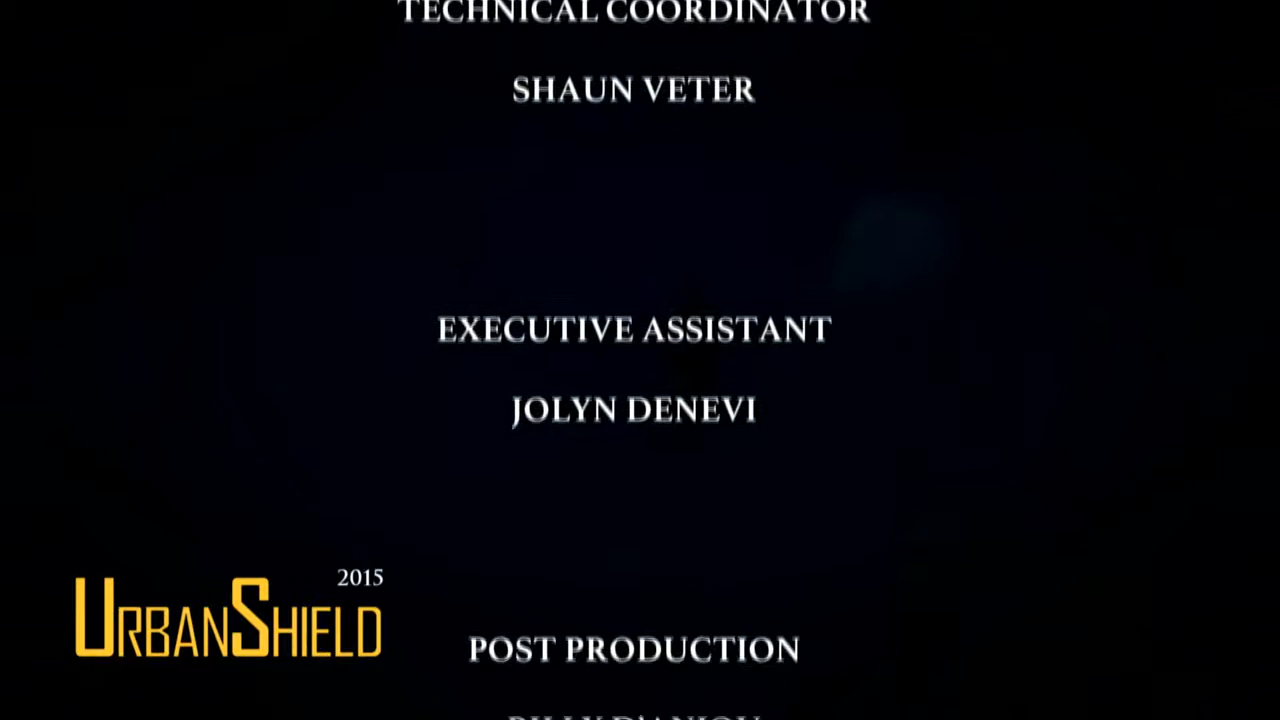 TECHNICAL COORDINATOR
SHAUN VETER
EXECUTIVE ASSISTANT
JOLYN DENEVI
2015
URBANSHIELD
POST PRODUCTION